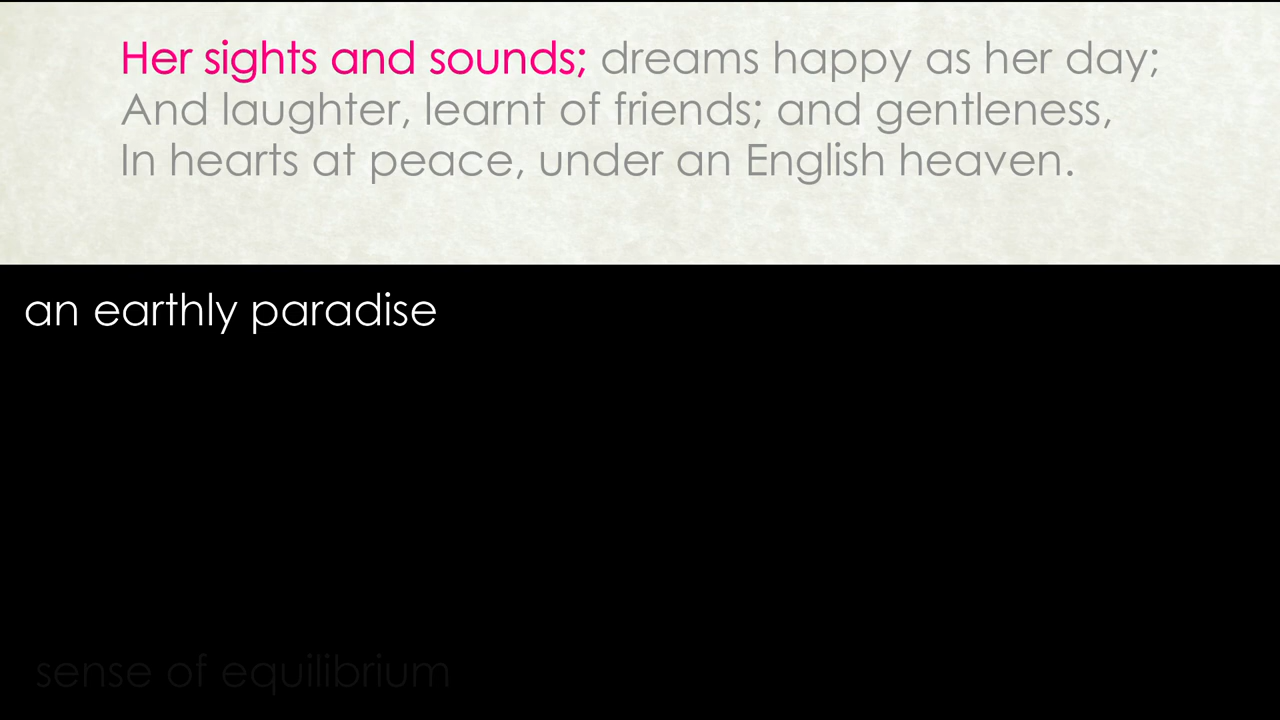 Her sights and sounds; dreams happy as her day;
And laughter, learnt of friends; and gentleness,
In hearts at peace, under an English heaven.
an earthly paradise
sense of equilibrium